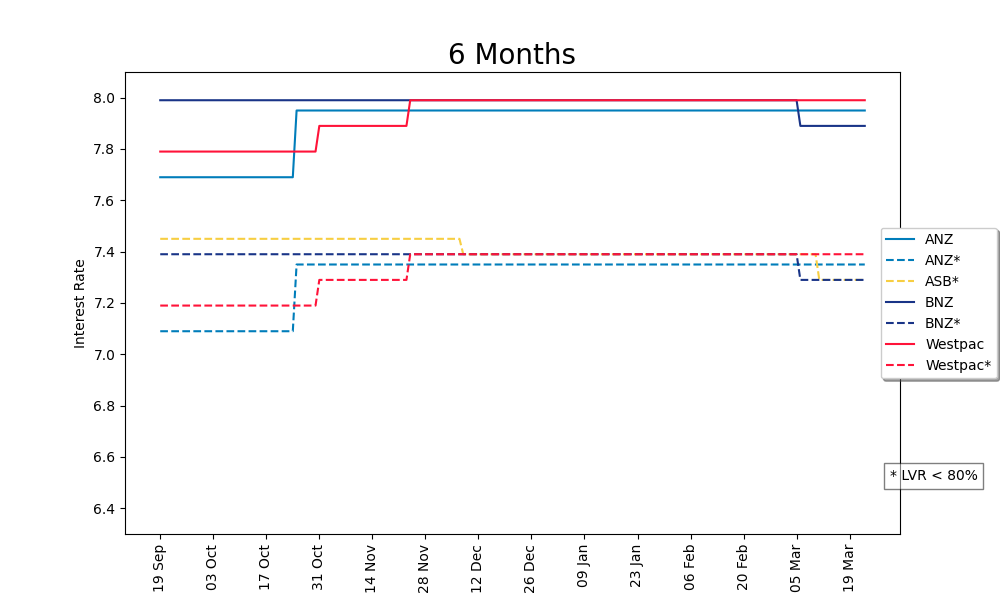 6 Months
Interest Rate
8.0
7.8
7.6
7.4
7.2
7.0
6.8
6.6
6.4
19 Sep
03 Oct
17 Oct
31 Oct
14 Nov
28 Nov
12 Dec
26 Dec
09 Jan
23 Jan
06 Feb
20 Feb
05 Mar
19 Mar
ANZ
ANZ*
ASB*
BNZ
BNZ*
Westpac
Westpac*
* LVR < 80%